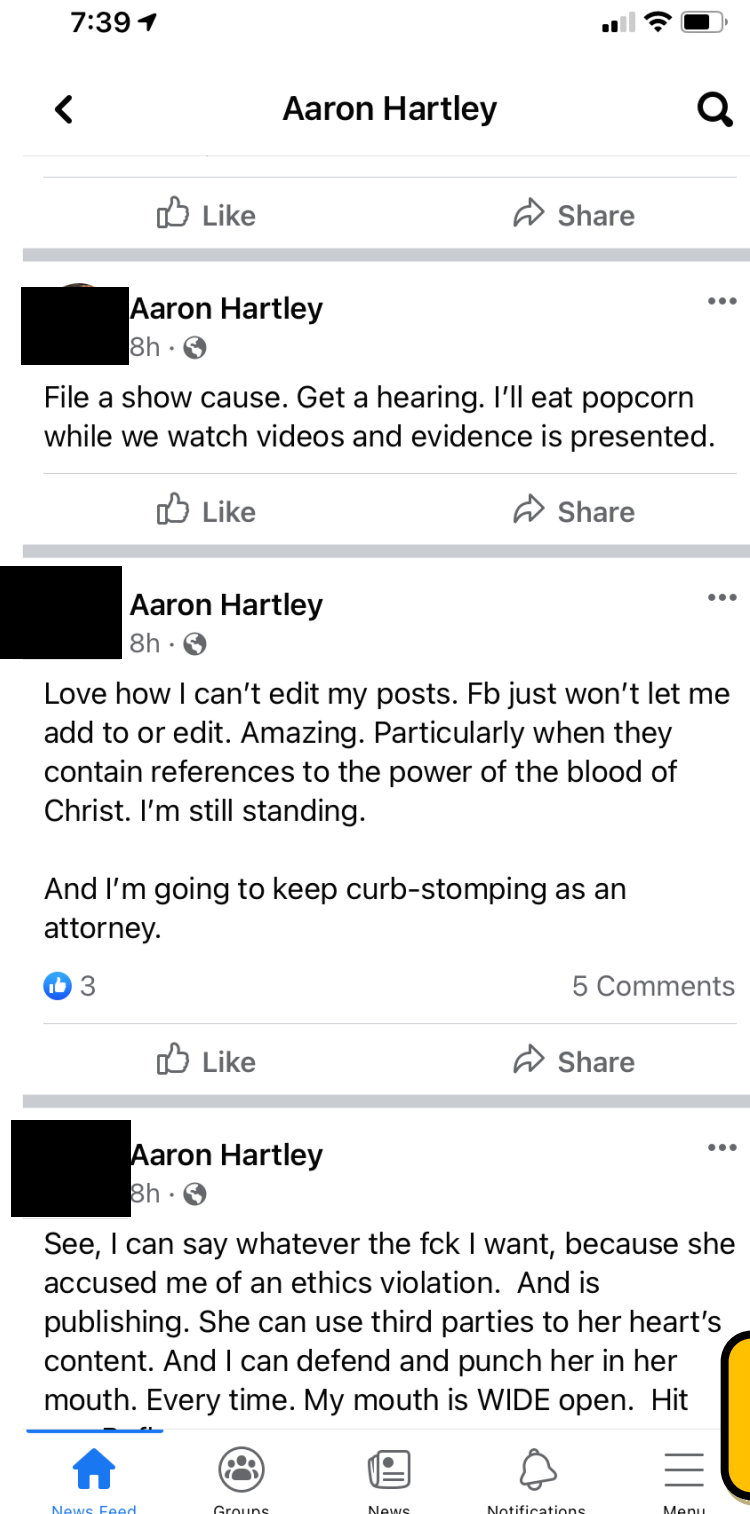 7:39
Aaron Hartley
Like Share
Aaron Hartley
8h ·
File a show cause. Get a hearing. I’ll eat popcorn
while we watch videos and evidence is presented.
Like Share
Aaron Hartley
8h ·
Love how I can’t edit my posts. Fb just won’t let me
add to or edit. Amazing. Particularly when they
contain references to the power of the blood of
Christ. I’m still standing.
And I’m going to keep curb-stomping as an
attorney.
3 5 Comments
Like Share
Aaron Hartley
8h ·
See, I can say whatever the fck I want, because she
accused me of an ethics violation.  And is
publishing. She can use third parties to her heart’s
content. And I can defend and punch her in her
mouth. Every time. My mouth is WIDE open.  Hit
News Feed Groups News Notifications Menu